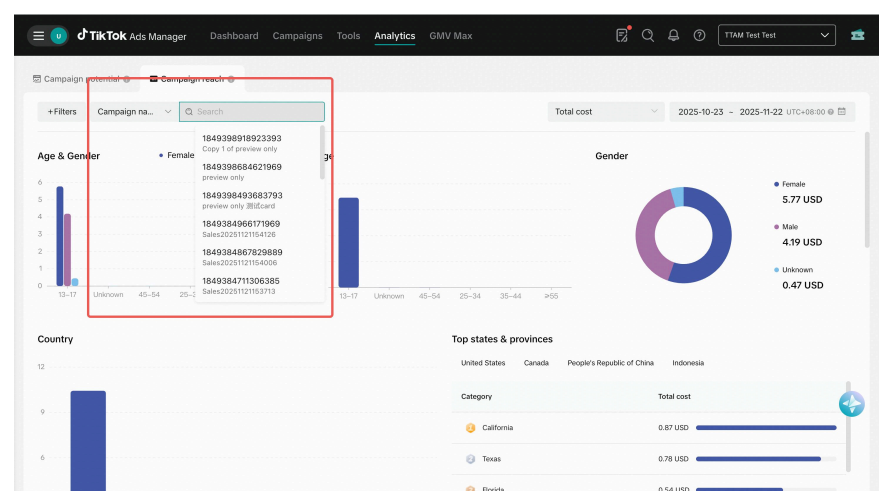 U TikTok Ads Manager Dashboard Campaigns Tools Analytics GMV Max TTAM Test Test
Campaign potential Campaign reach
+Filters Campaign na... Search Total cost 2025-10-23 ~ 2025-11-22 UTC+08:00
1849398918923393
Copy 1 of preview only
1849398684621969
preview only
1849398493683793
preview only 测试card
1849384966171969
Sales20251121154126
1849384867829889
Sales20251121154006
1849384711306385
Sales20251121153713
Age & Gender
Female
6
5
4
3
2
1
0
13–17 Unknown 45–54
13–17 Unknown 45–54 25–34 35–44 ≥55
Gender
Female
5.77 USD
Male
4.19 USD
Unknown
0.47 USD
Country
12
9
6
Top states & provinces
United States Canada People's Republic of China Indonesia
Category Total cost
1 California 0.87 USD
2 Texas 0.78 USD
3 Florida 0.54 USD